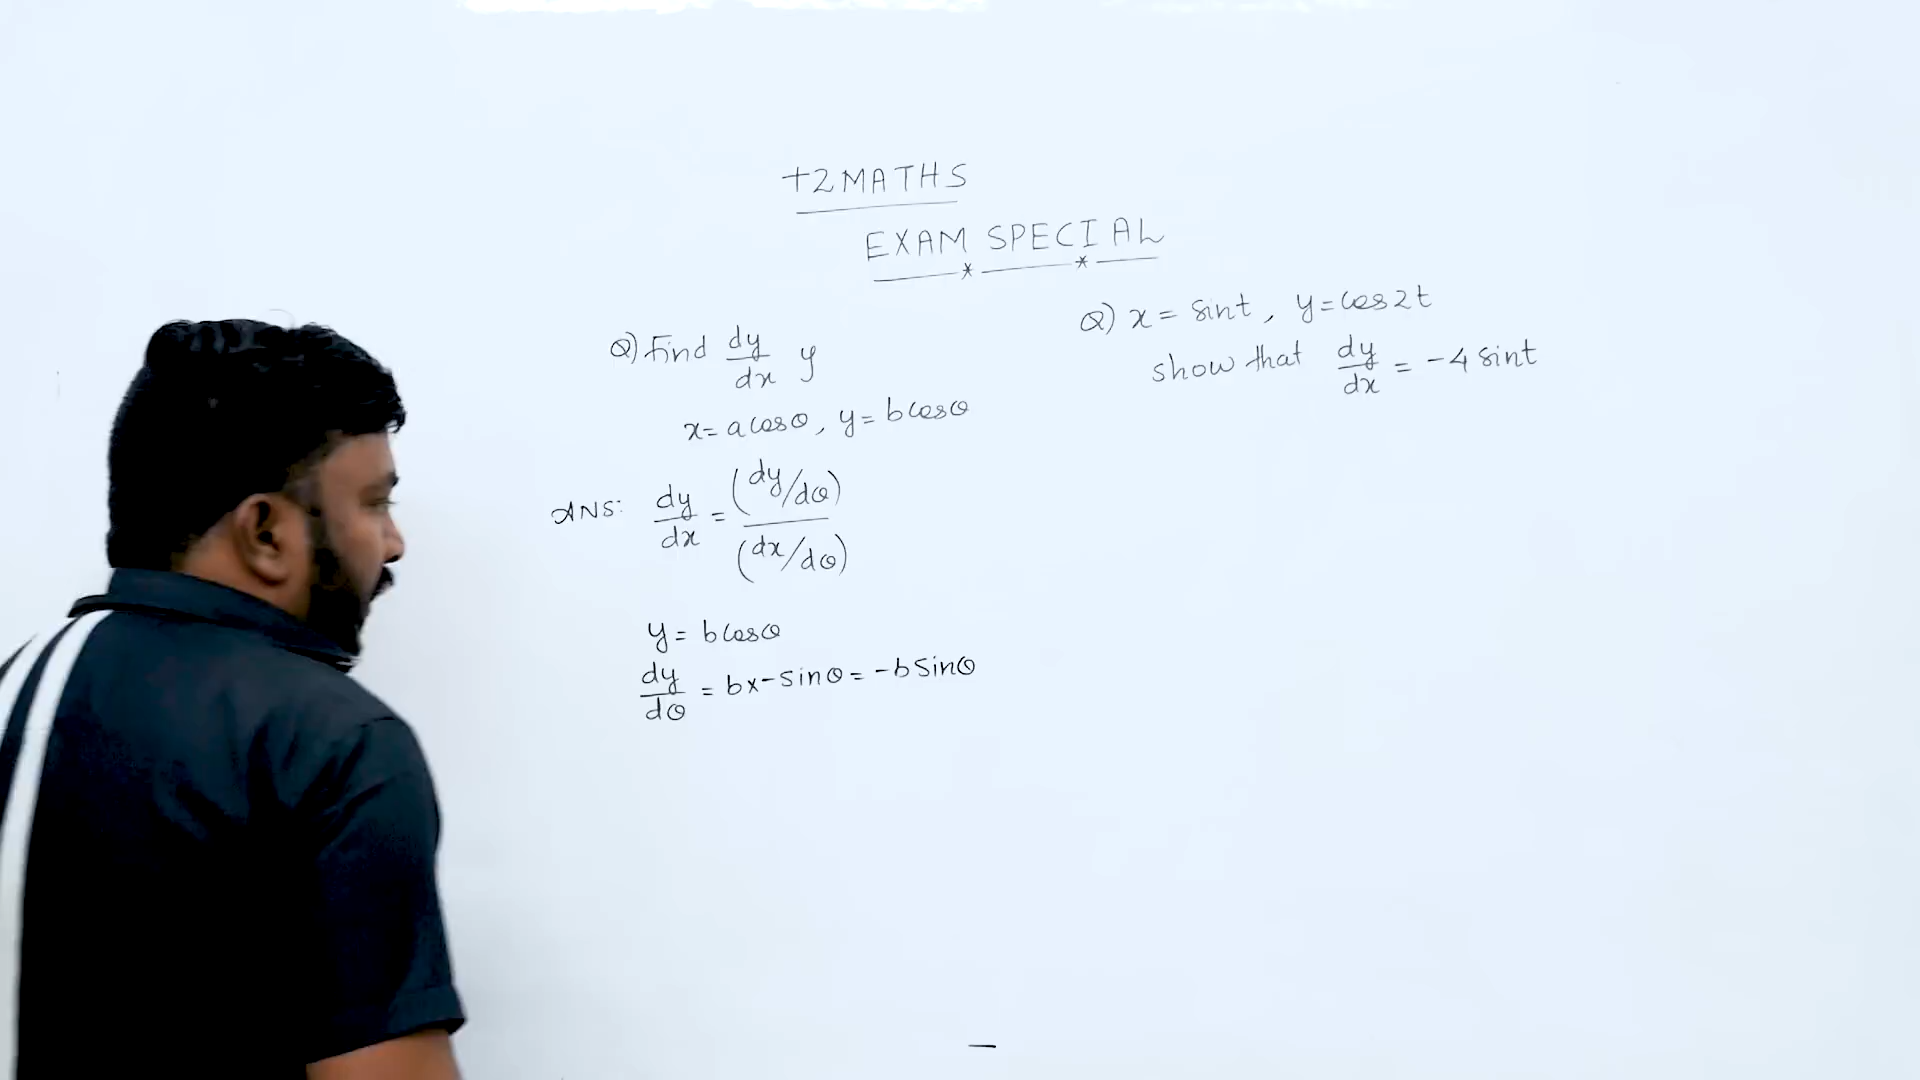 +2 MATHS
EXAM SPECIAL
Q) Find dy/dx y
x = a cosθ, y = b cosθ
ANS: dy/dx = (dy/dθ)/(dx/dθ)
y = b cosθ
dy/dθ = b x - sinθ = -b sinθ
Q) x = sint, y = cos2t
show that dy/dx = -4 sint